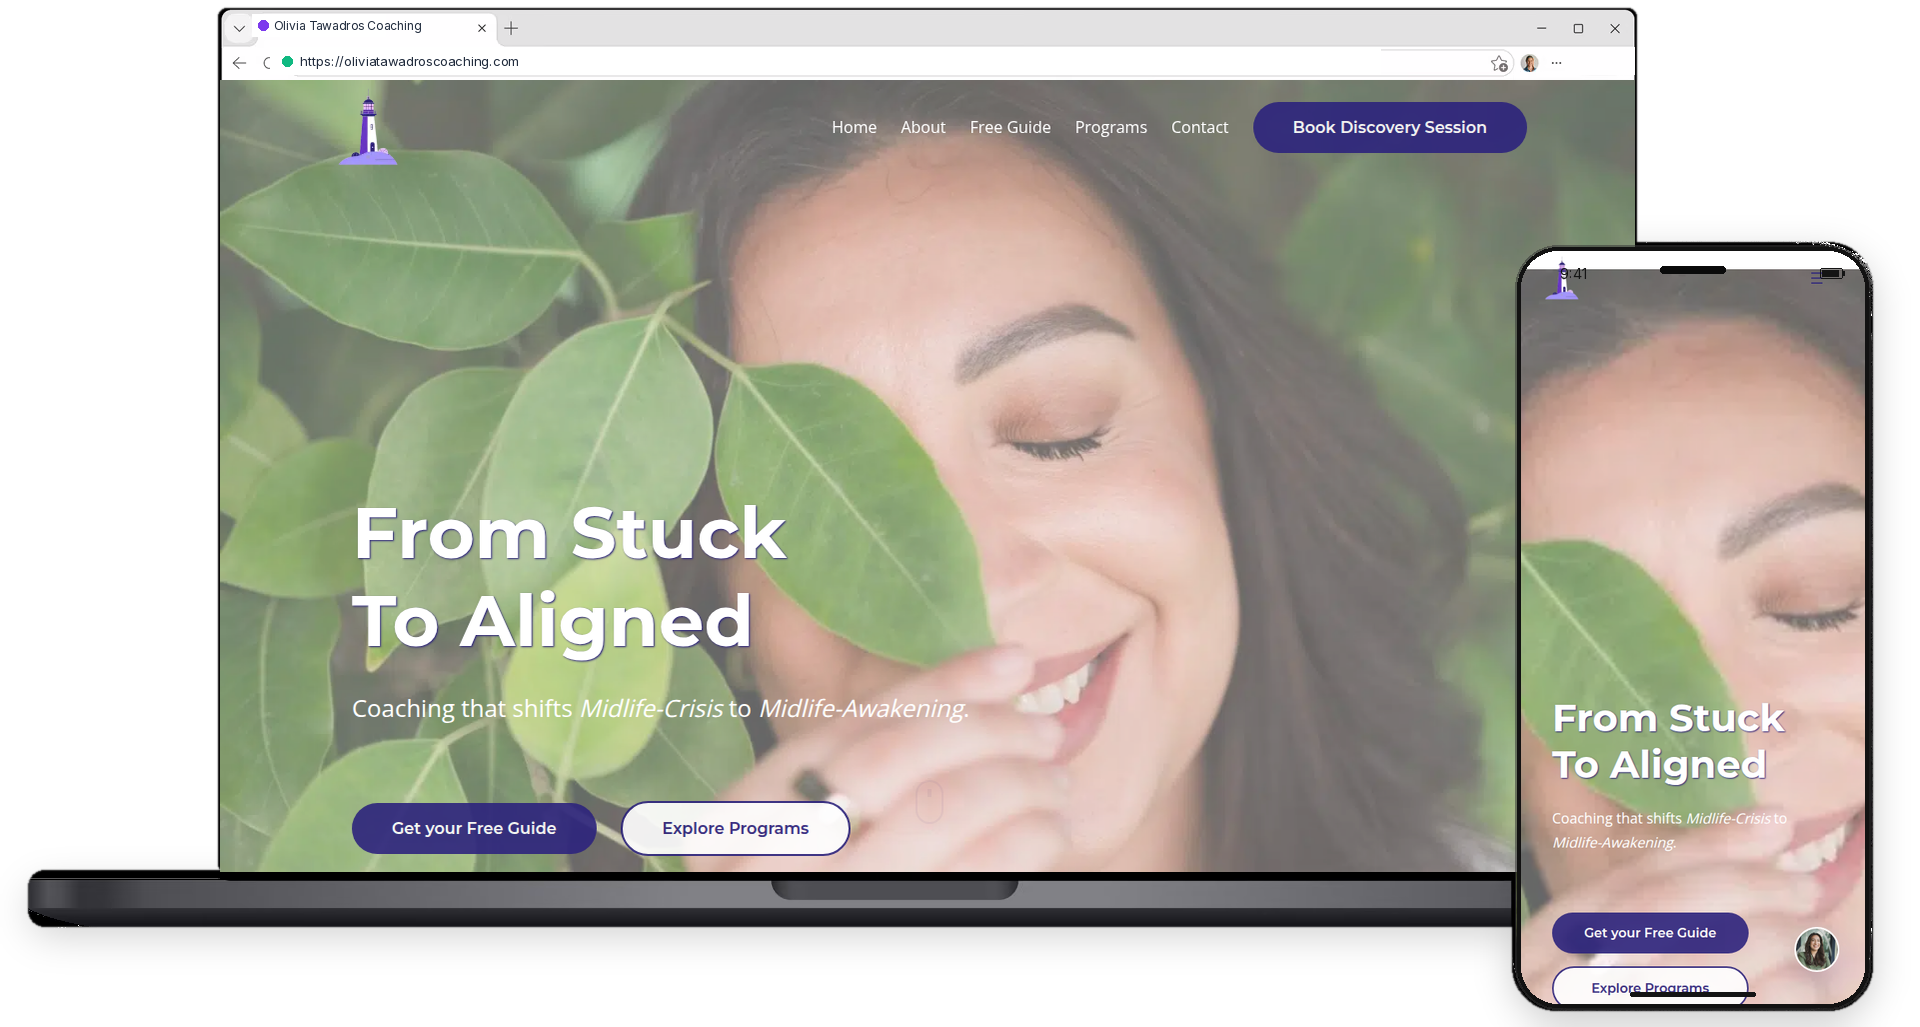 Olivia Tawadros Coaching
https://oliviatawadroscoaching.com
Home About Free Guide Programs Contact Book Discovery Session
From Stuck
To Aligned
Coaching that shifts Midlife-Crisis to Midlife-Awakening.
Get your Free Guide Explore Programs
9:41
From Stuck
To Aligned
Coaching that shifts Midlife-Crisis to
Midlife-Awakening.
Get your Free Guide
Explore Programs